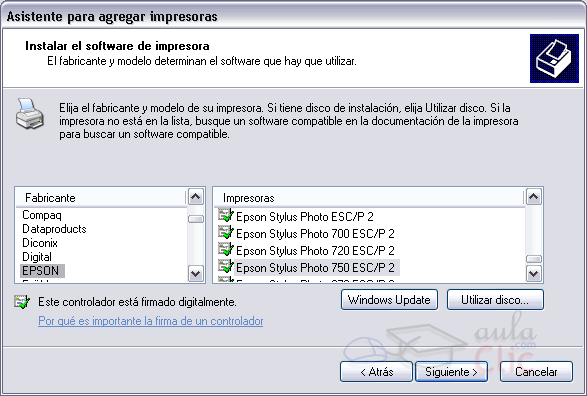 Asistente para agregar impresoras
Instalar el software de impresora
El fabricante y modelo determinan el software que hay que utilizar.
Elija el fabricante y modelo de su impresora. Si tiene disco de instalación, elija Utilizar disco. Si la
impresora no está en la lista, busque un software compatible en la documentación de la impresora
para buscar un software compatible.
Fabricante
Compaq
Dataproducts
Diconix
Digital
EPSON
Impresoras
Epson Stylus Photo ESC/P 2
Epson Stylus Photo 700 ESC/P 2
Epson Stylus Photo 720 ESC/P 2
Epson Stylus Photo 750 ESC/P 2
Este controlador está firmado digitalmente.
Por qué es importante la firma de un controlador
Windows Update
Utilizar disco...
aula
.com
Clic
< Atrás
Siguiente >
Cancelar